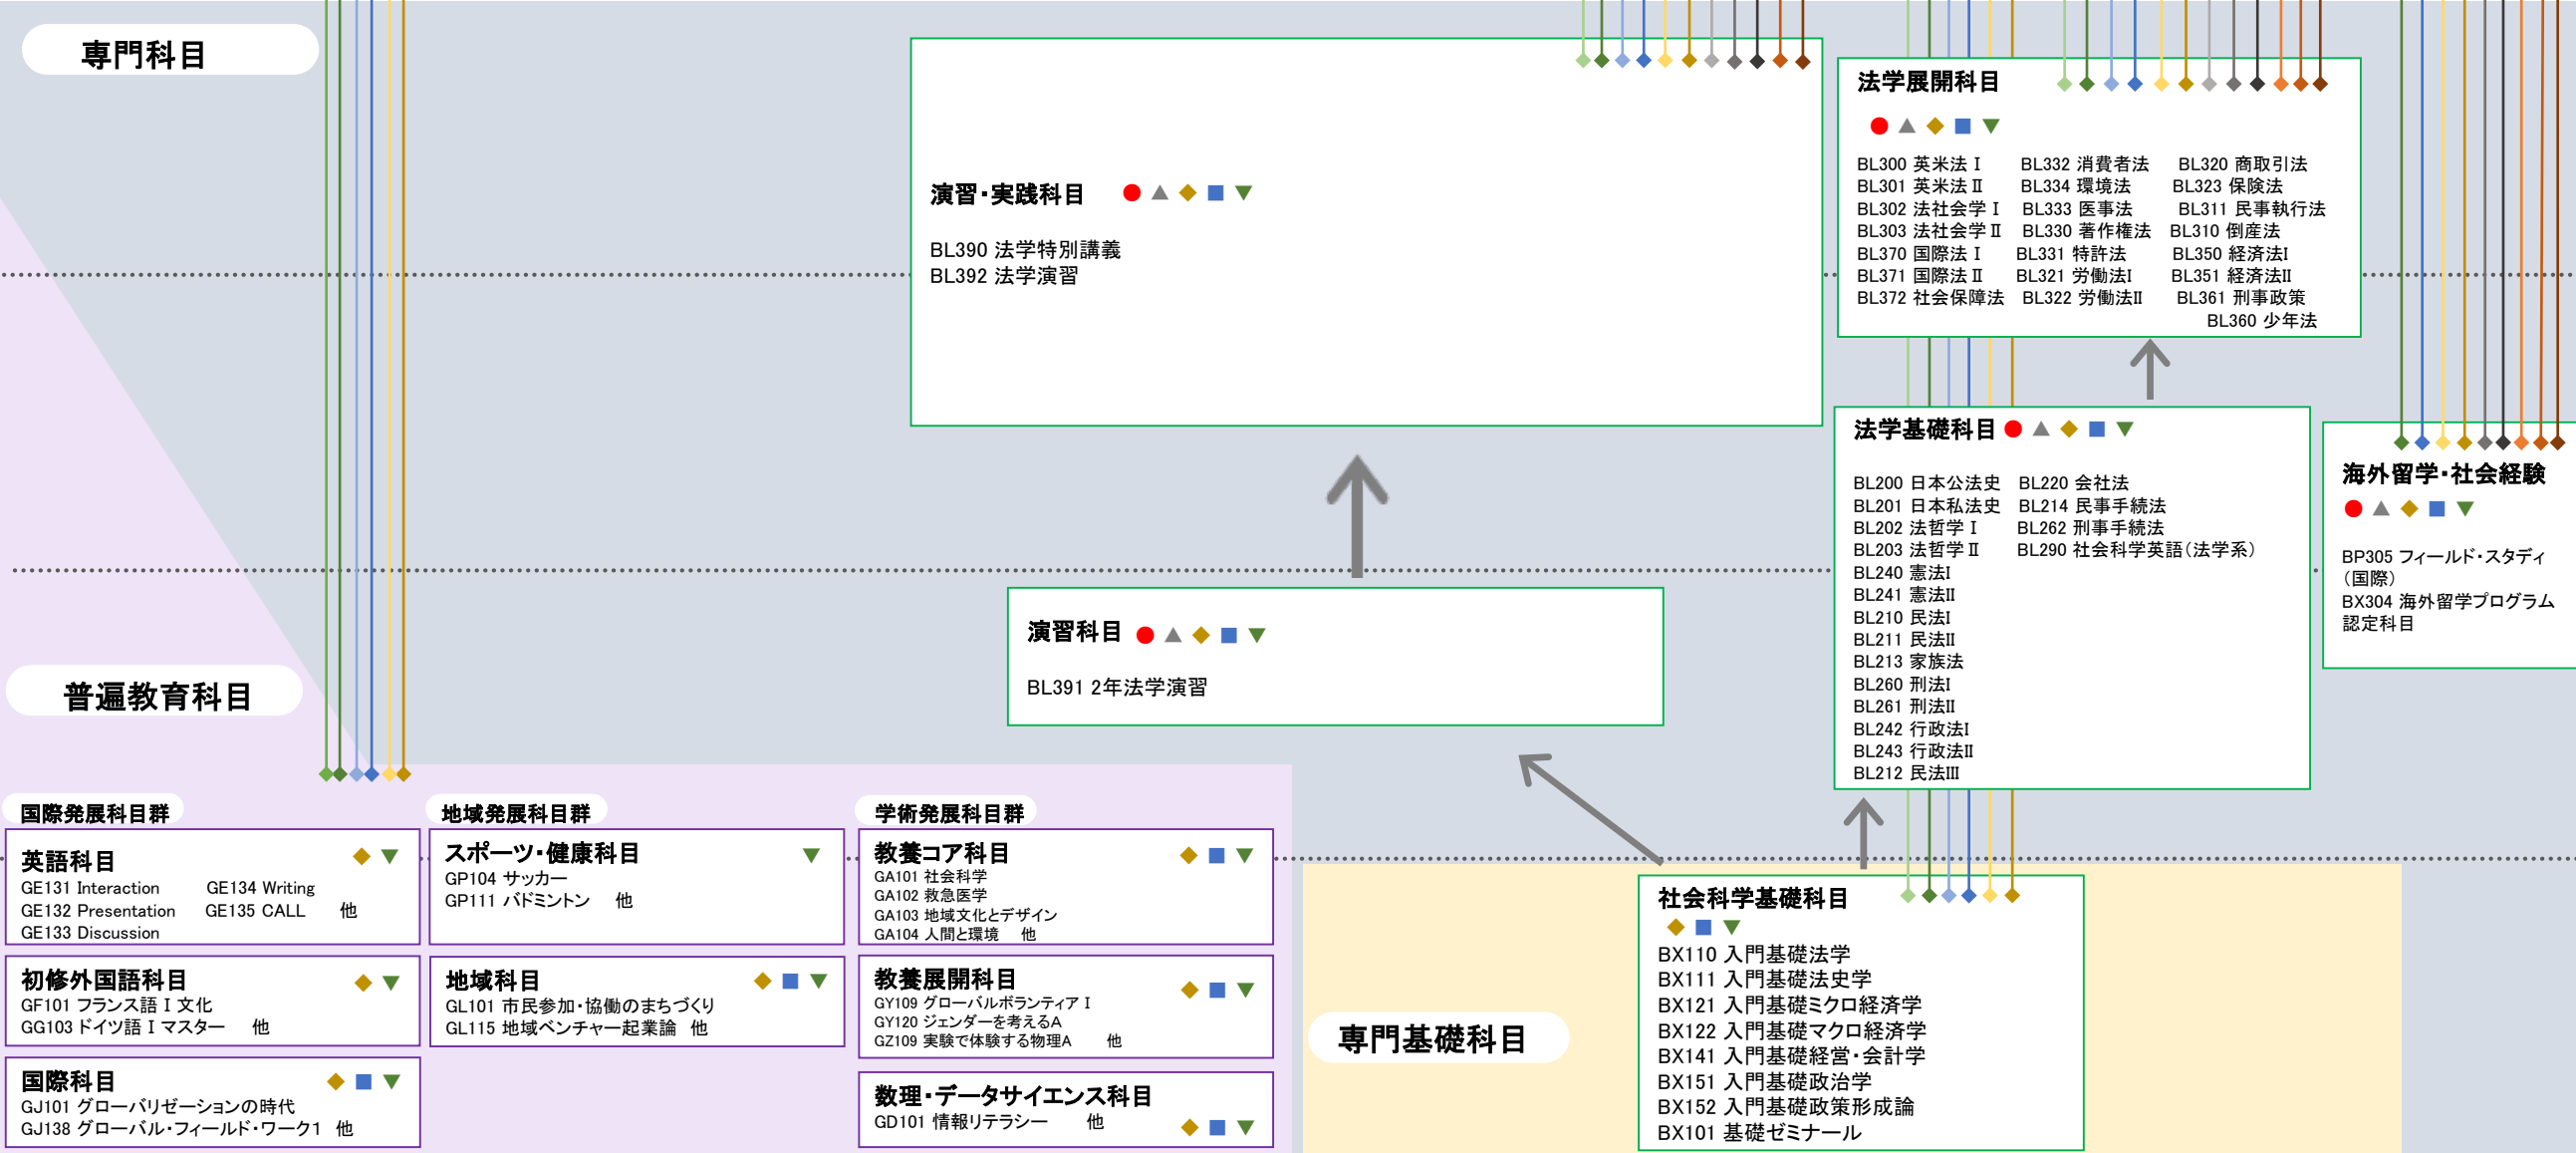 専門科目
演習・実践科目
BL390 法学特別講義
BL392 法学演習
法学展開科目
BL300 英米法Ⅰ BL332 消費者法 BL320 商取引法
BL301 英米法Ⅱ BL334 環境法 BL323 保険法
BL302 法社会学Ⅰ BL333 医事法 BL311 民事執行法
BL303 法社会学Ⅱ BL330 著作権法 BL310 倒産法
BL370 国際法Ⅰ BL331 特許法 BL350 経済法I
BL371 国際法Ⅱ BL321 労働法I BL351 経済法II
BL372 社会保障法 BL322 労働法II BL361 刑事政策
BL360 少年法
法学基礎科目
BL200 日本公法史 BL220 会社法
BL201 日本私法史 BL214 民事手続法
BL202 法哲学Ⅰ BL262 刑事手続法
BL203 法哲学Ⅱ BL290 社会科学英語（法学系）
BL240 憲法I
BL241 憲法II
BL210 民法I
BL211 民法II
BL213 家族法
BL260 刑法I
BL261 刑法II
BL242 行政法I
BL243 行政法II
BL212 民法III
海外留学・社会経験
BP305 フィールド・スタディ
（国際）
BX304 海外留学プログラム
認定科目
演習科目
BL391 2年法学演習
普遍教育科目
国際発展科目群
英語科目
GE131 Interaction GE134 Writing
GE132 Presentation GE135 CALL 他
GE133 Discussion
初修外国語科目
GF101 フランス語Ⅰ文化
GG103 ドイツ語Ⅰマスター 他
国際科目
GJ101 グローバリゼーションの時代
GJ138 グローバル・フィールド・ワーク1 他
地域発展科目群
スポーツ・健康科目
GP104 サッカー
GP111 バドミントン 他
地域科目
GL101 市民参加・協働のまちづくり
GL115 地域ベンチャー起業論 他
学術発展科目群
教養コア科目
GA101 社会科学
GA102 救急医学
GA103 地域文化とデザイン
GA104 人間と環境 他
教養展開科目
GY109 グローバルボランティアⅠ
GY120 ジェンダーを考えるA
GZ109 実験で体験する物理A 他
数理・データサイエンス科目
GD101 情報リテラシー 他
専門基礎科目
社会科学基礎科目
BX110 入門基礎法学
BX111 入門基礎法史学
BX121 入門基礎ミクロ経済学
BX122 入門基礎マクロ経済学
BX141 入門基礎経営・会計学
BX151 入門基礎政治学
BX152 入門基礎政策形成論
BX101 基礎ゼミナール